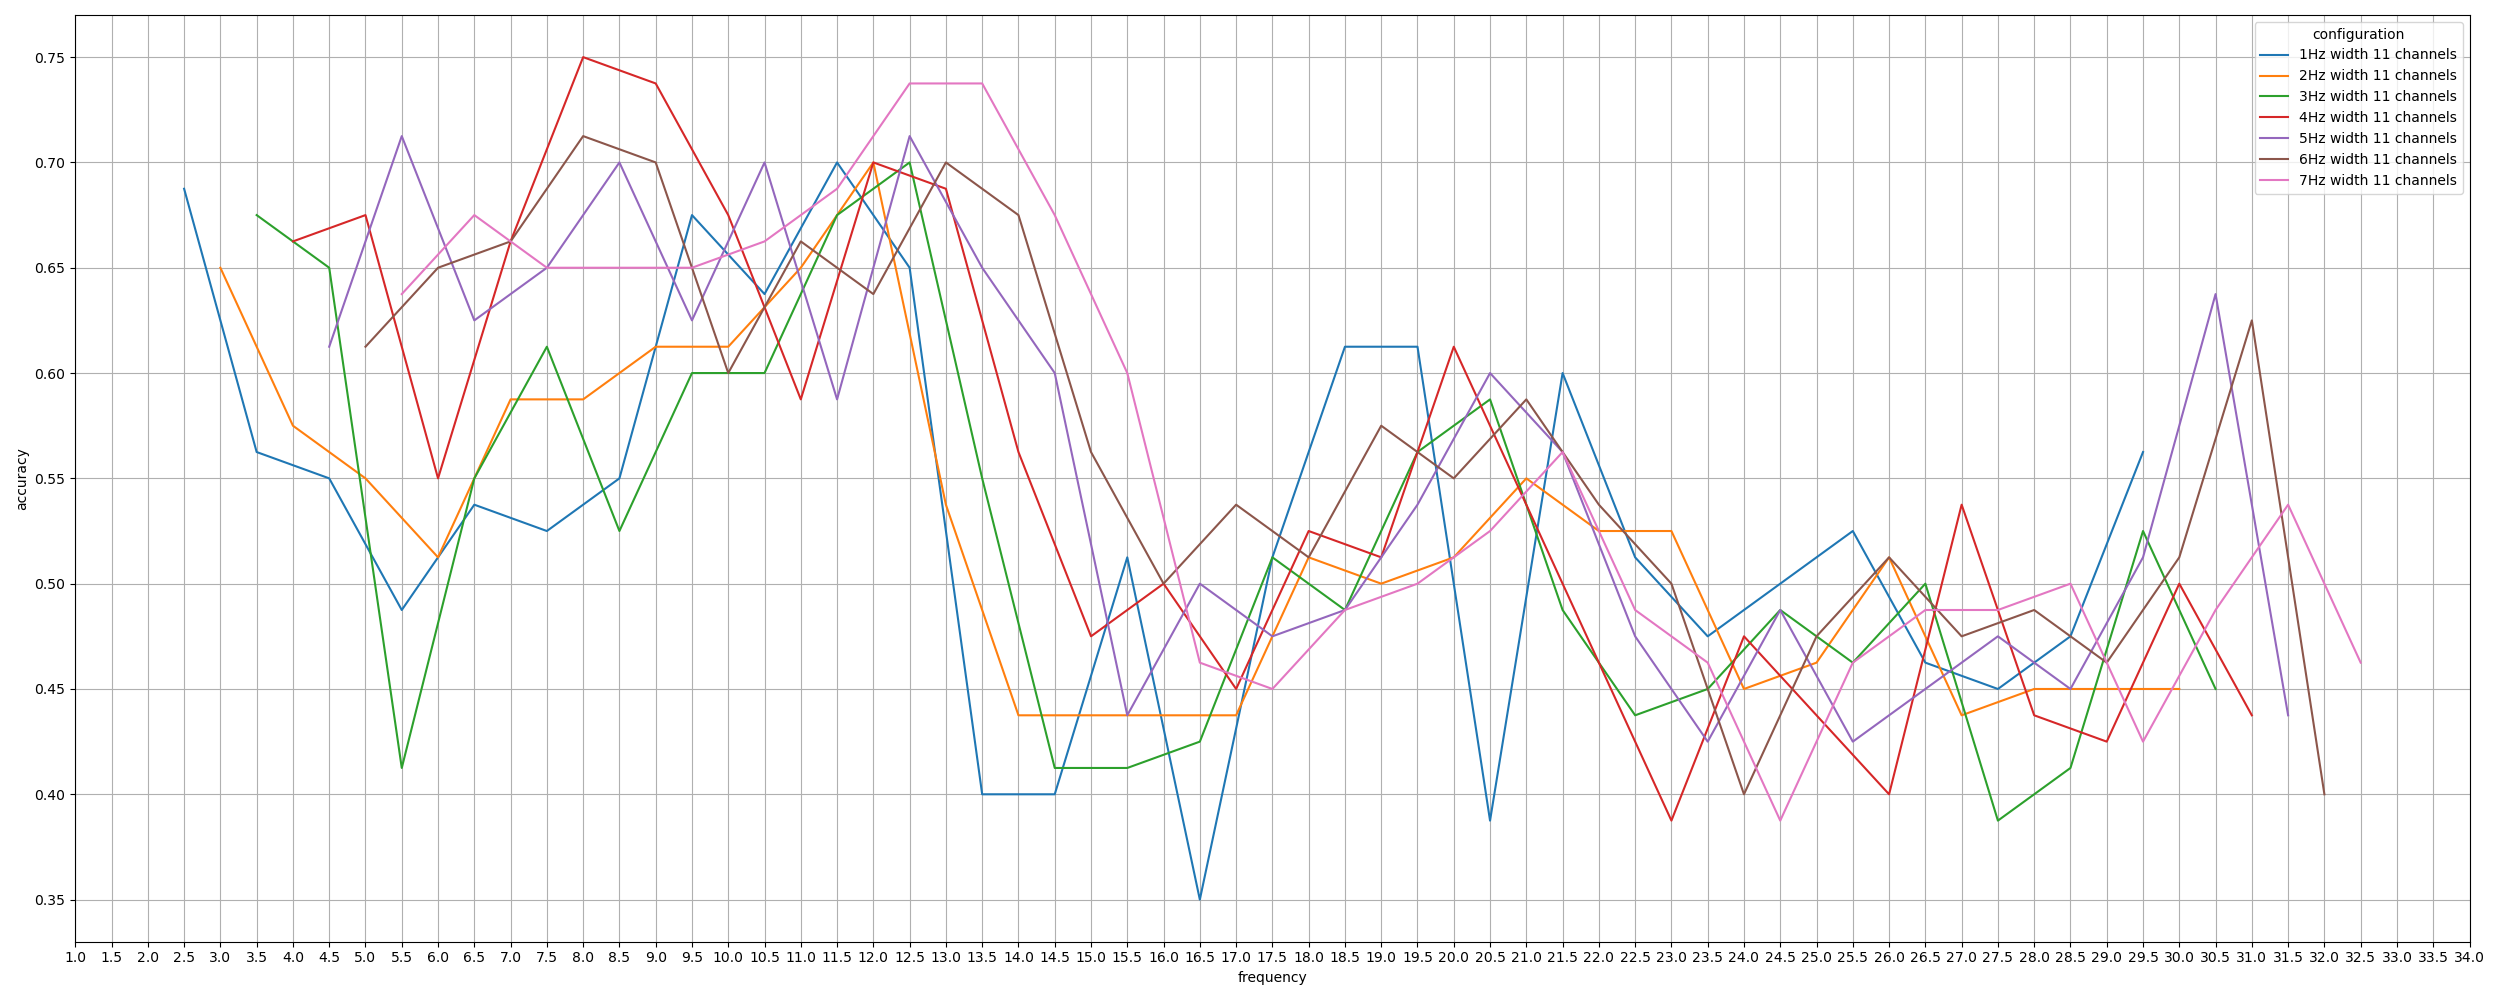 configuration
1Hz width 11 channels
2Hz width 11 channels
3Hz width 11 channels
4Hz width 11 channels
5Hz width 11 channels
6Hz width 11 channels
7Hz width 11 channels
accuracy
0.75
0.70
0.65
0.60
0.55
0.50
0.45
0.40
0.35
1.0 1.5 2.0 2.5 3.0 3.5 4.0 4.5 5.0 5.5 6.0 6.5 7.0 7.5 8.0 8.5 9.0 9.5 10.0 10.5 11.0 11.5 12.0 12.5 13.0 13.5 14.0 14.5 15.0 15.5 16.0 16.5 17.0 17.5 18.0 18.5 19.0 19.5 20.0 20.5 21.0 21.5 22.0 22.5 23.0 23.5 24.0 24.5 25.0 25.5 26.0 26.5 27.0 27.5 28.0 28.5 29.0 29.5 30.0 30.5 31.0 31.5 32.0 32.5 33.0 33.5 34.0
frequency